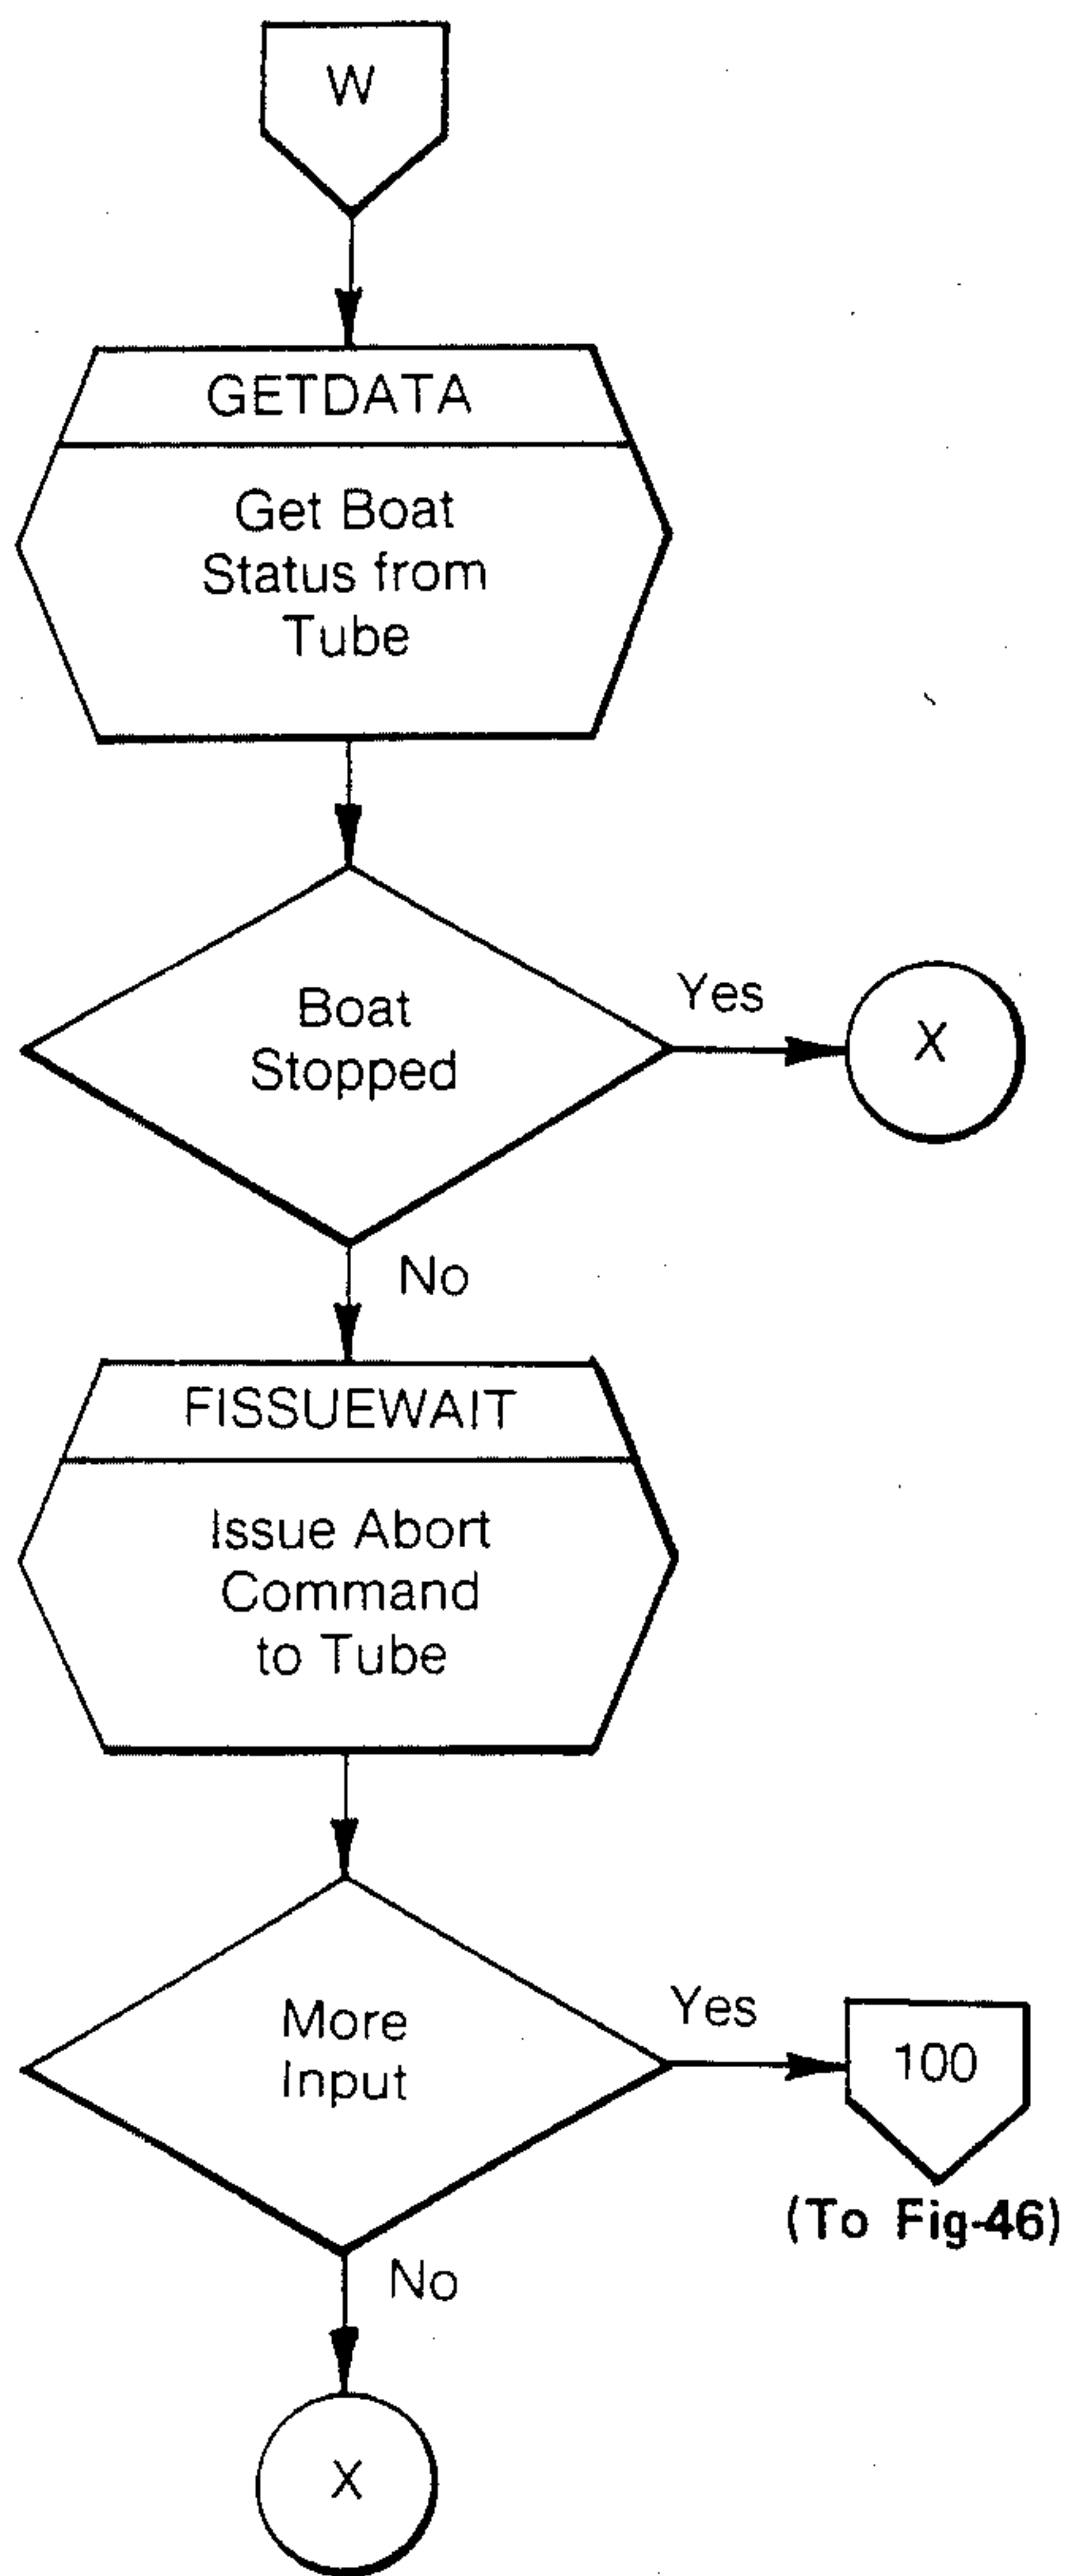 W
GETDATA
Get Boat
Status from
Tube
Boat
Stopped
Yes
X
No
FISSUEWAIT
Issue Abort
Command
to Tube
More
Input
Yes
100
(To Fig-46)
No
X